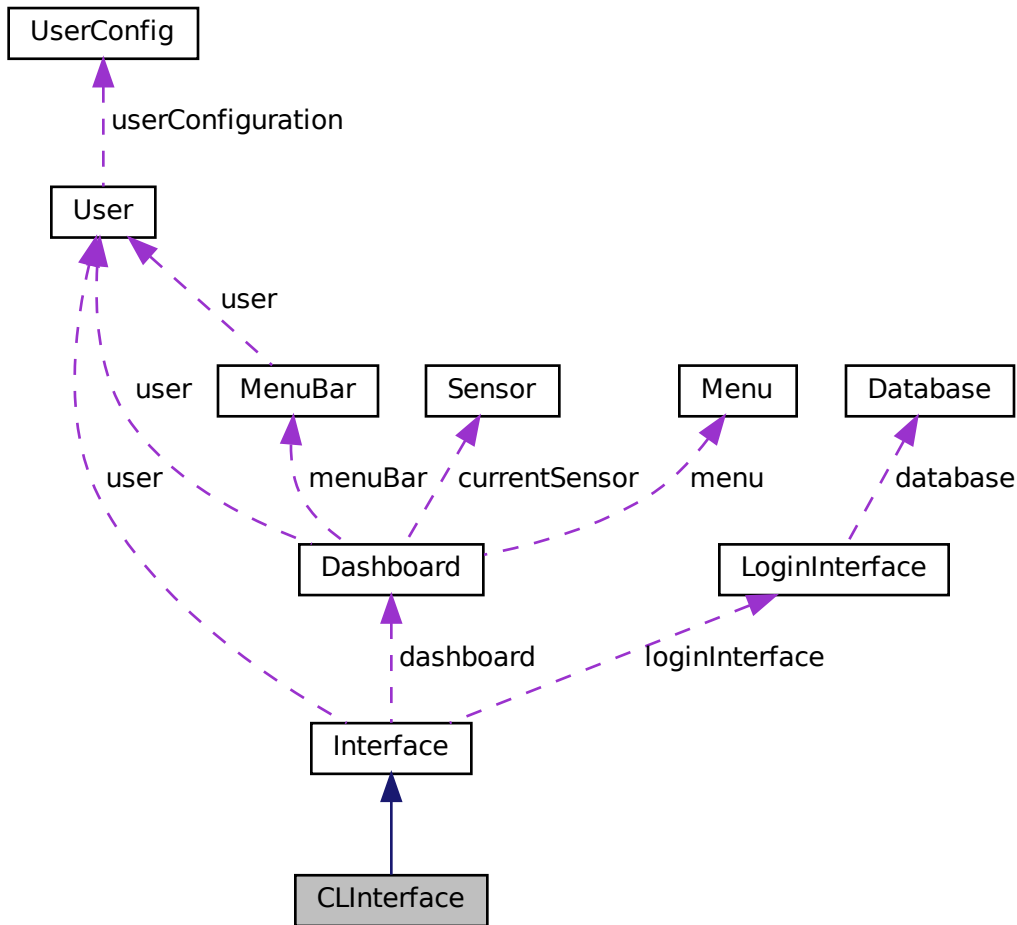 UserConfig
userConfiguration
User
user
MenuBar
Sensor
Menu
Database
user
user
menuBar
currentSensor
menu
database
Dashboard
LoginInterface
dashboard
loginInterface
Interface
CLInterface